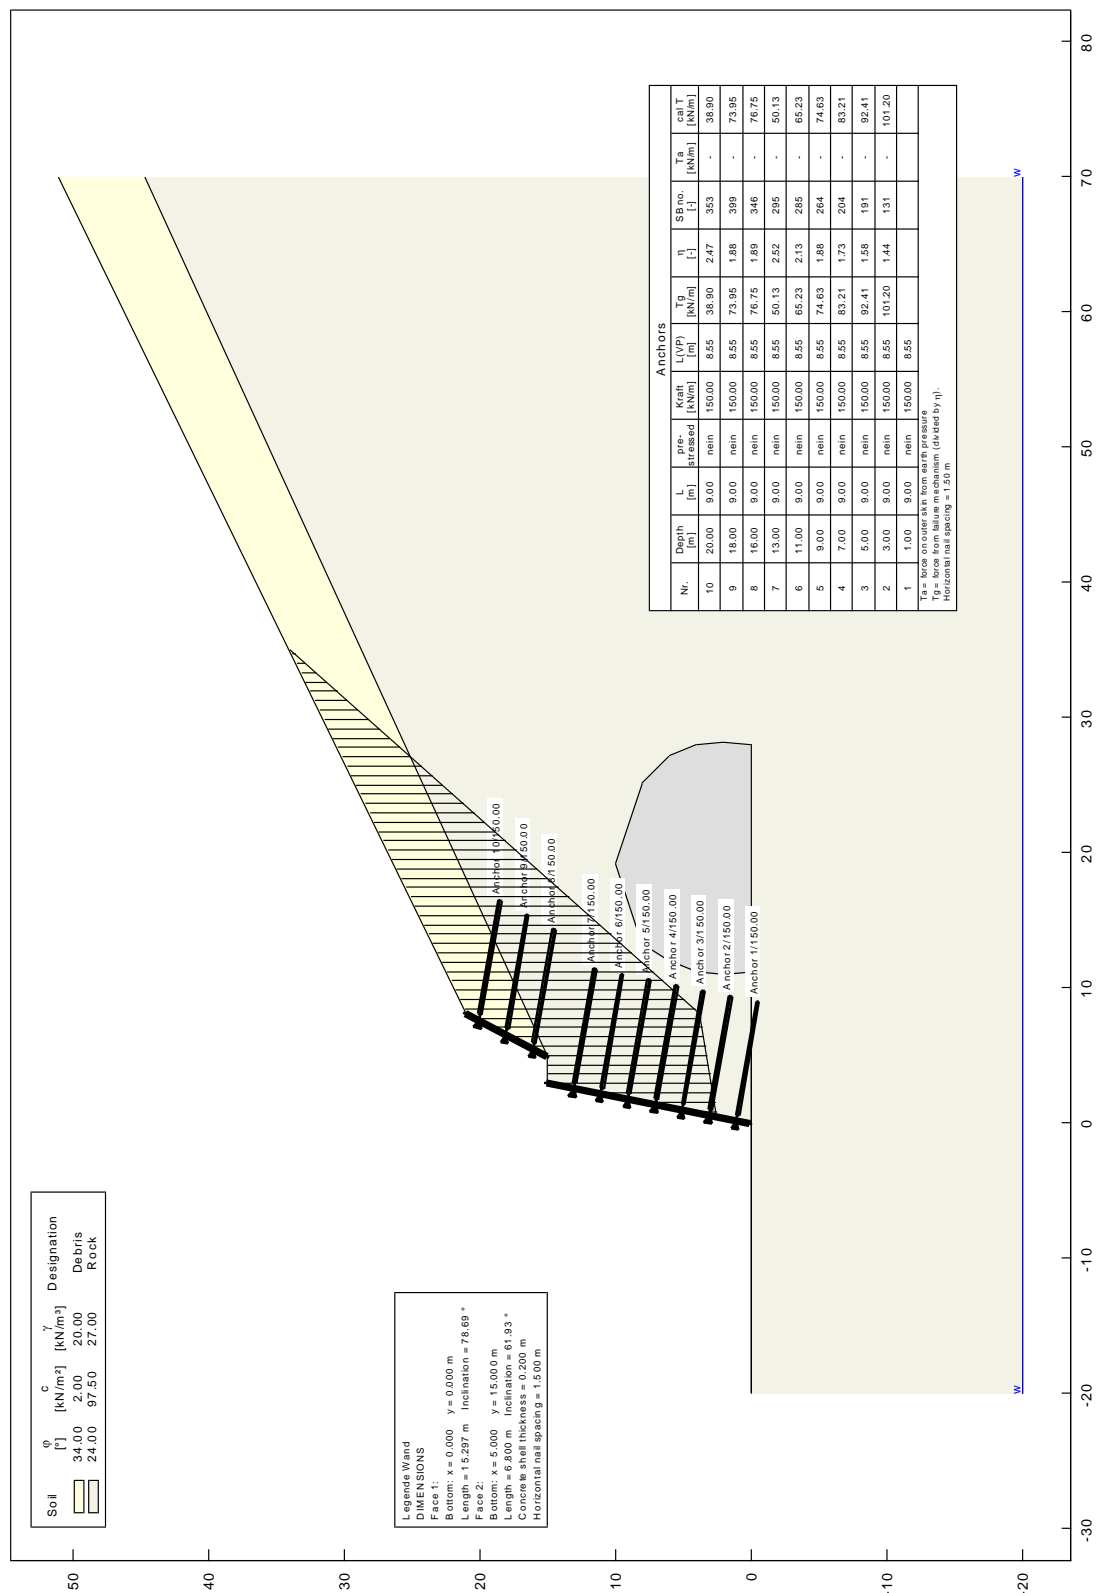 Soil φ c γ Designation
[°] [kN/m²] [kN/m³]
34.00 2.00 20.00 Debris
24.00 97.50 27.00 Rock
Legende Wand
DIMENSIONS
Face 1:
Bottom: x = 0.000 y = 0.000 m
Length = 15.297 m Inclination = 78.69 °
Face 2:
Bottom: x = 5.000 y = 15.000 m
Length = 6.800 m Inclination = 61.93 °
Concrete shell thickness = 0.200 m
Horizontal nail spacing = 1.500 m
Anchor 10/150.00
Anchor 9/150.00
Anchor 8/150.00
Anchor 7/150.00
Anchor 6/150.00
Anchor 5/150.00
Anchor 4/150.00
Anchor 3/150.00
Anchor 2/150.00
Anchor 1/150.00
Anchors
Nr. Depth L pre- Kraft L(VP) Tg η SB no. Ta cal T
[m] [m] stressed [kN/m] [m] [kN/m] [-] [-] [kN/m] [kN/m]
10 20.00 9.00 nein 150.00 8.55 38.90 2.47 353 - 38.90
9 18.00 9.00 nein 150.00 8.55 73.95 1.88 399 - 73.95
8 16.00 9.00 nein 150.00 8.55 76.75 1.89 346 - 76.75
7 13.00 9.00 nein 150.00 8.55 50.13 2.52 295 - 50.13
6 11.00 9.00 nein 150.00 8.55 65.23 2.13 285 - 65.23
5 9.00 9.00 nein 150.00 8.55 74.63 1.88 264 - 74.63
4 7.00 9.00 nein 150.00 8.55 83.21 1.73 204 - 83.21
3 5.00 9.00 nein 150.00 8.55 92.41 1.58 191 - 92.41
2 3.00 9.00 nein 150.00 8.55 101.20 1.44 131 - 101.20
1 1.00 9.00 nein 150.00 8.55
Ta = force on outer skin from earth pressure
Tg = force from failure mechanism (divided by η).
Horizontal nail spacing = 1.50 m
w
w
50
40
30
20
10
0
-10
-20
-30
-20
-10
0
10
20
30
40
50
60
70
80